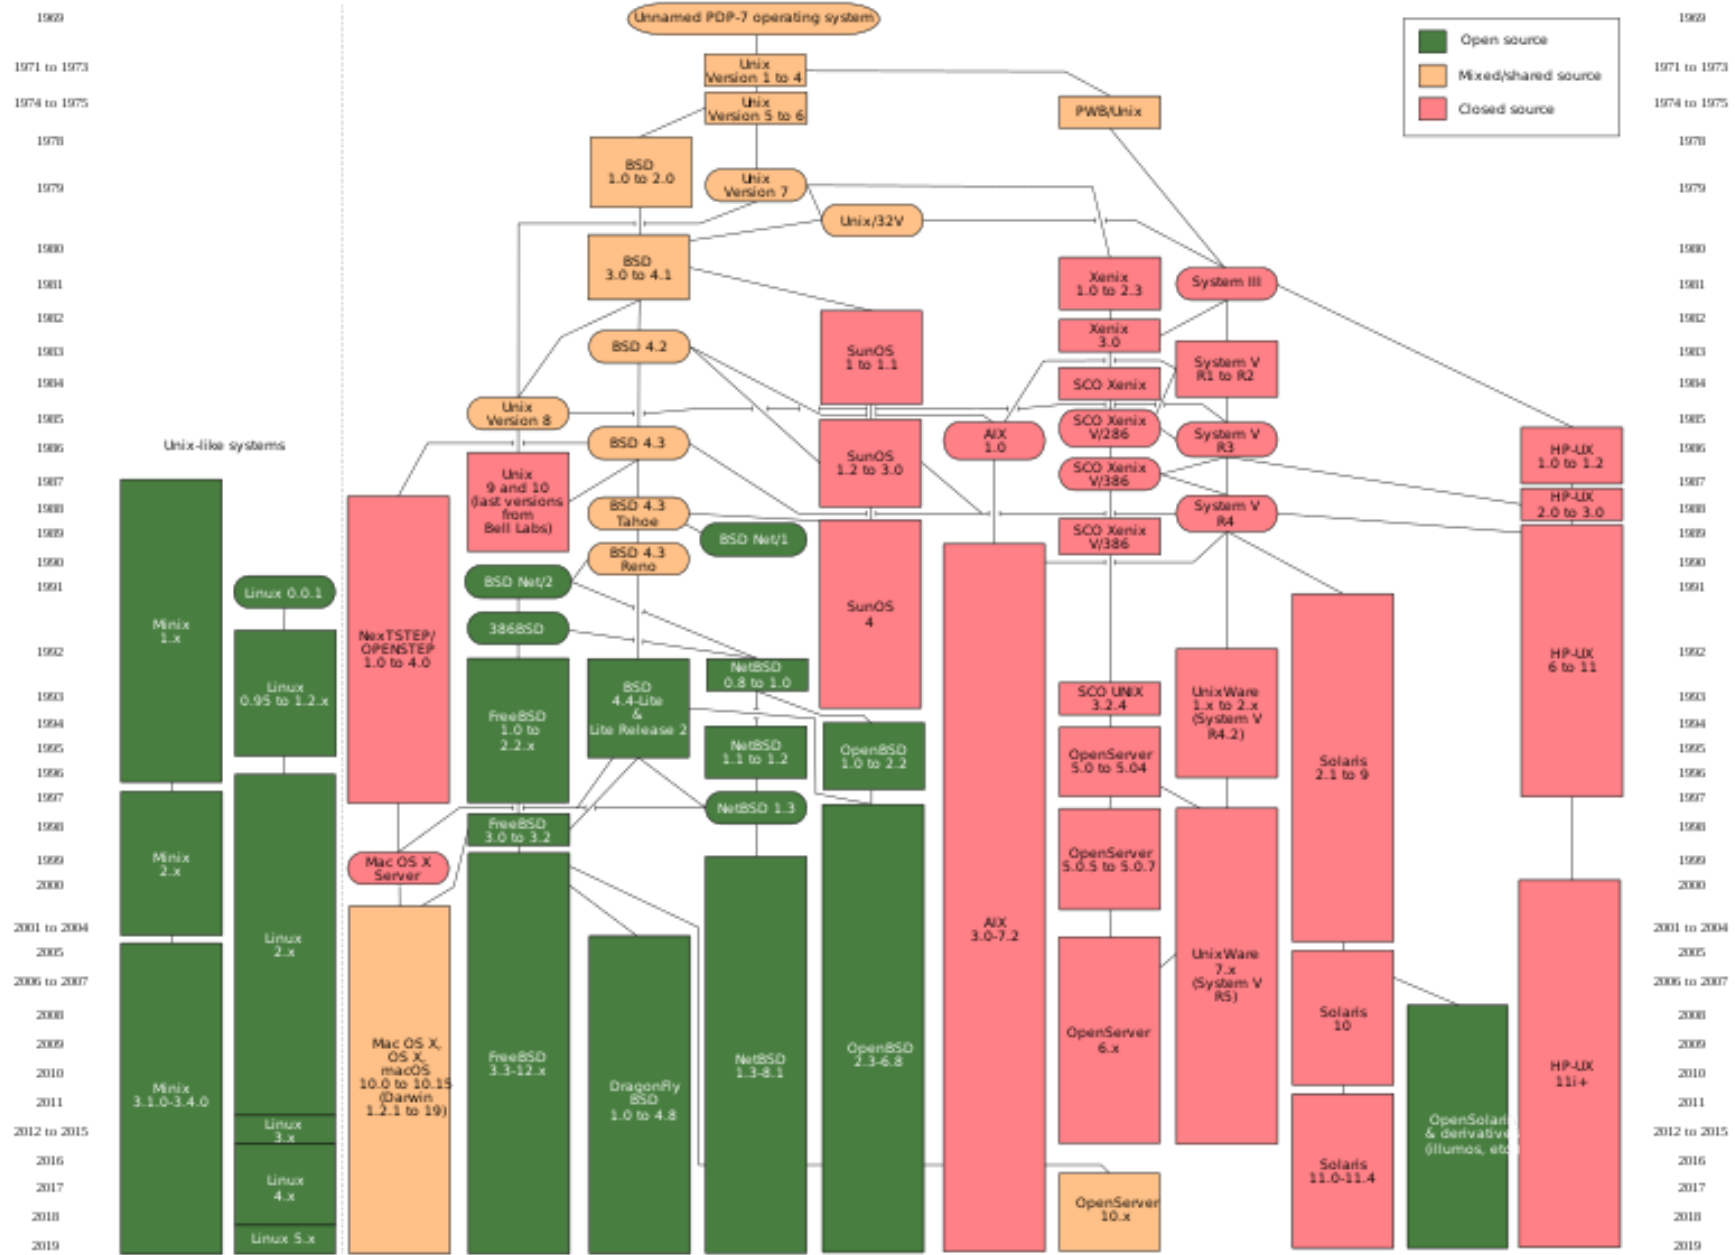 Unnamed PDP-7 operating system
Open source
Mixed/shared source
Closed source
1969
1971 to 1973
1974 to 1975
1978
1979
1980
1981
1982
1983
1984
1985
1986
1987
1988
1989
1990
1991
1992
1993
1994
1995
1996
1997
1998
1999
2000
2001 to 2004
2005
2006 to 2007
2008
2009
2010
2011
2012 to 2015
2016
2017
2018
2019
Unix-like systems
Minix
1.x
Minix
2.x
Minix
3.1.0-3.4.0
Linux 0.0.1
Linux
0.95 to 1.2.x
Linux
2.x
Linux
3.x
Linux
4.x
Linux 5.x
NexTSTEP/
OPENSTEP
1.0 to 4.0
Mac OS X
Server
Mac OS X,
OS X,
macOS
10.0 to 10.15
(Darwin
1.2.1 to 19)
Unix
Version 8
Unix
9 and 10
(last versions
from
Bell Labs)
BSD Net/2
386BSD
FreeBSD
1.0 to
2.2.x
FreeBSD
3.0 to 3.2
FreeBSD
3.3-12.x
BSD
1.0 to 2.0
BSD
3.0 to 4.1
BSD 4.2
BSD 4.3
BSD 4.3
Tahoe
BSD 4.3
Reno
BSD
4.4-Lite
&
Lite Release 2
DragonFly
BSD
1.0 to 4.8
Unix
Version 1 to 4
Unix
Version 5 to 6
Unix
Version 7
BSD Net/1
NetBSD
0.8 to 1.0
NetBSD
1.1 to 1.2
NetBSD 1.3
NetBSD
1.3-8.1
Unix/32V
SunOS
1 to 1.1
SunOS
1.2 to 3.0
SunOS
4
OpenBSD
1.0 to 2.2
OpenBSD
2.3-6.8
AIX
1.0
AIX
3.0-7.2
PWB/Unix
Xenix
1.0 to 2.3
Xenix
3.0
SCO Xenix
SCO Xenix
V/286
SCO Xenix
V/386
SCO Xenix
V/386
SCO UNIX
3.2.4
OpenServer
5.0 to 5.04
OpenServer
5.0.5 to 5.0.7
OpenServer
6.x
OpenServer
10.x
System III
System V
R1 to R2
System V
R3
System V
R4
UnixWare
1.x to 2.x
(System V
R4.2)
UnixWare
7.x
(System V
R5)
Solaris
2.1 to 9
Solaris
10
Solaris
11.0-11.4
OpenSolari
& derivative
(illumos, etc
HP-UX
1.0 to 1.2
HP-UX
2.0 to 3.0
HP-UX
6 to 11
HP-UX
11i+
1969
1971 to 1973
1974 to 1975
1978
1979
1980
1981
1982
1983
1984
1985
1986
1987
1988
1989
1990
1991
1992
1993
1994
1995
1996
1997
1998
1999
2000
2001 to 2004
2005
2006 to 2007
2008
2009
2010
2011
2012 to 2015
2016
2017
2018
2019